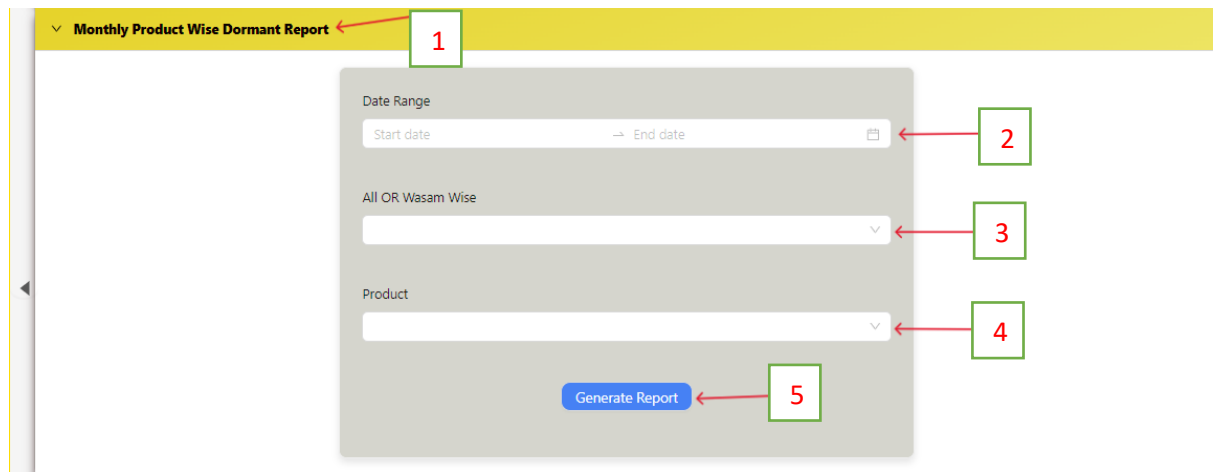 Monthly Product Wise Dormant Report
1
Date Range
Start date → End date
2
All OR Wasam Wise
3
Product
4
Generate Report
5